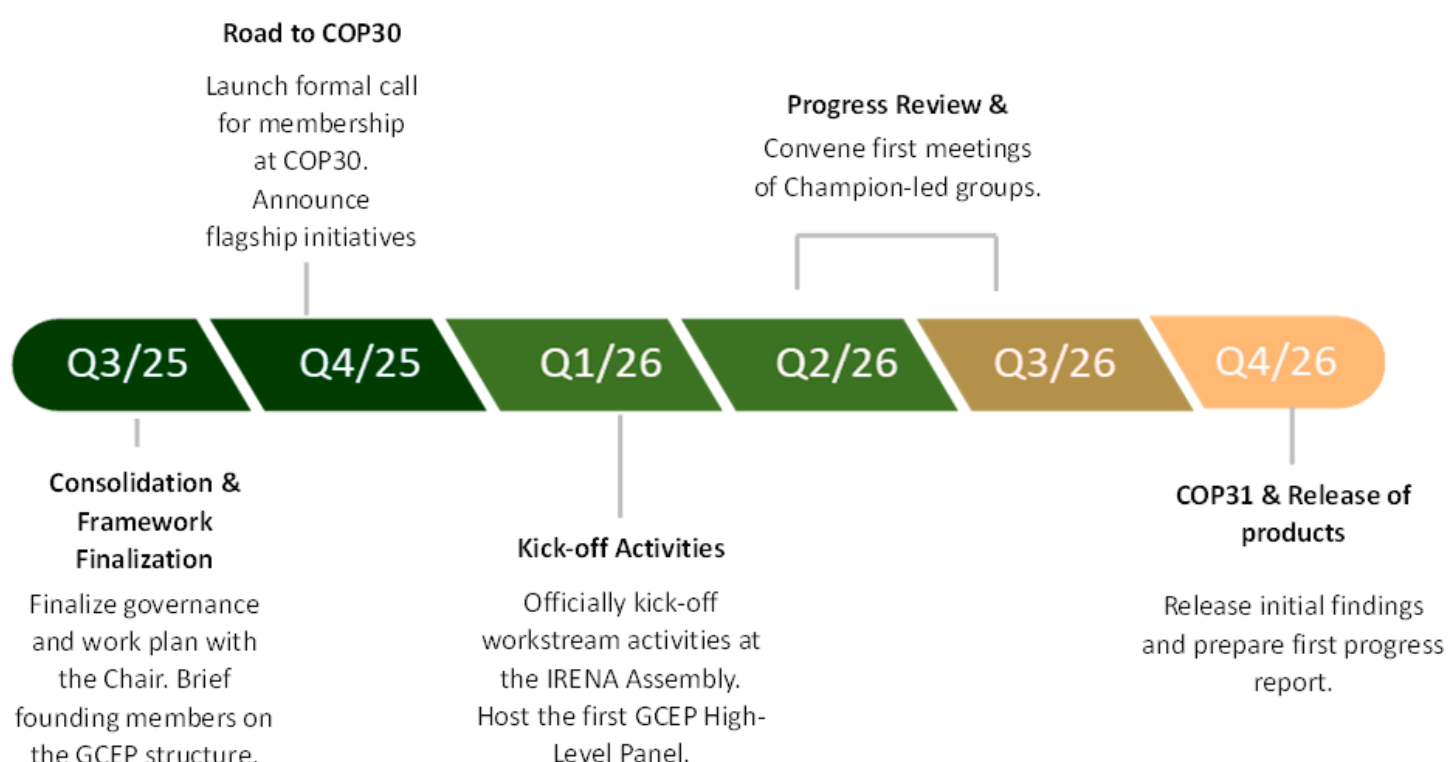 Road to COP30
Launch formal call
for membership
at COP30.
Announce
flagship initiatives
Progress Review &
Convene first meetings
of Champion-led groups.
Q3/25
Q4/25
Q1/26
Q2/26
Q3/26
Q4/26
Consolidation &
Framework
Finalization
Finalize governance
and work plan with
the Chair. Brief
founding members on
the GCEP structure.
Kick-off Activities
Officially kick-off
workstream activities at
the IRENA Assembly.
Host the first GCEP High-
Level Panel.
COP31 & Release of
products
Release initial findings
and prepare first progress
report.